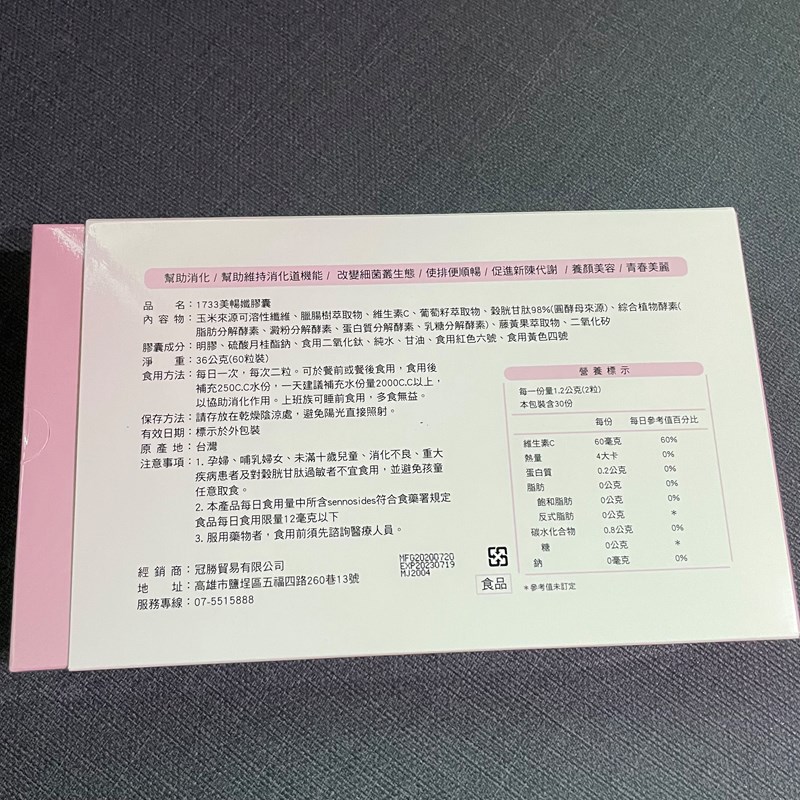 幫助消化 / 幫助維持消化道機能 / 改變細菌叢生態 / 使排便順暢 / 促進新陳代謝 / 養顏美容 / 青春美麗
品 名：1733美暢孅膠囊
內 容 物：玉米來源可溶性纖維、臘腸樹萃取物、維生素C、葡萄籽萃取物、穀胱甘肽98%(圓酵母來源)、綜合植物酵素(
脂肪分解酵素、澱粉分解酵素、蛋白質分解酵素、乳糖分解酵素)、藤黃果萃取物、二氧化矽
膠囊成分：明膠、硫酸月桂酯鈉、食用二氧化鈦、純水、甘油、食用紅色六號、食用黃色四號
淨 重：36公克(60粒裝)
食用方法：每日一次，每次二粒。可於餐前或餐後食用，食用後
補充250C.C水份，一天建議補充水份量2000C.C以上，
以協助消化作用。上班族可睡前食用，多食無益。
保存方法：請存放在乾燥陰涼處，避免陽光直接照射。
有效日期：標示於外包裝
原 產 地：台灣
注意事項：1. 孕婦、哺乳婦女、未滿十歲兒童、消化不良、重大
疾病患者及對穀胱甘肽過敏者不宜食用，並避免孩童
任意取食。
2. 本產品每日食用量中所含sennosides符合食藥署規定
食品每日食用限量12毫克以下
3. 服用藥物者，食用前須先諮詢醫療人員。
經 銷 商：冠勝貿易有限公司
地 址：高雄市鹽埕區五福四路260巷13號
服務專線：07-5515888
MFG20200720
EXP20230719
MJ2004
食品
營養標示
每一份量1.2公克(2粒)
本包裝含30份
每份 每日參考值百分比
維生素C 60毫克 60%
熱量 4大卡 0%
蛋白質 0.2公克 0%
脂肪 0公克 0%
飽和脂肪 0公克 0%
反式脂肪 0公克 *
碳水化合物 0.8公克 0%
糖 0公克 *
鈉 0毫克 0%
*參考值未訂定